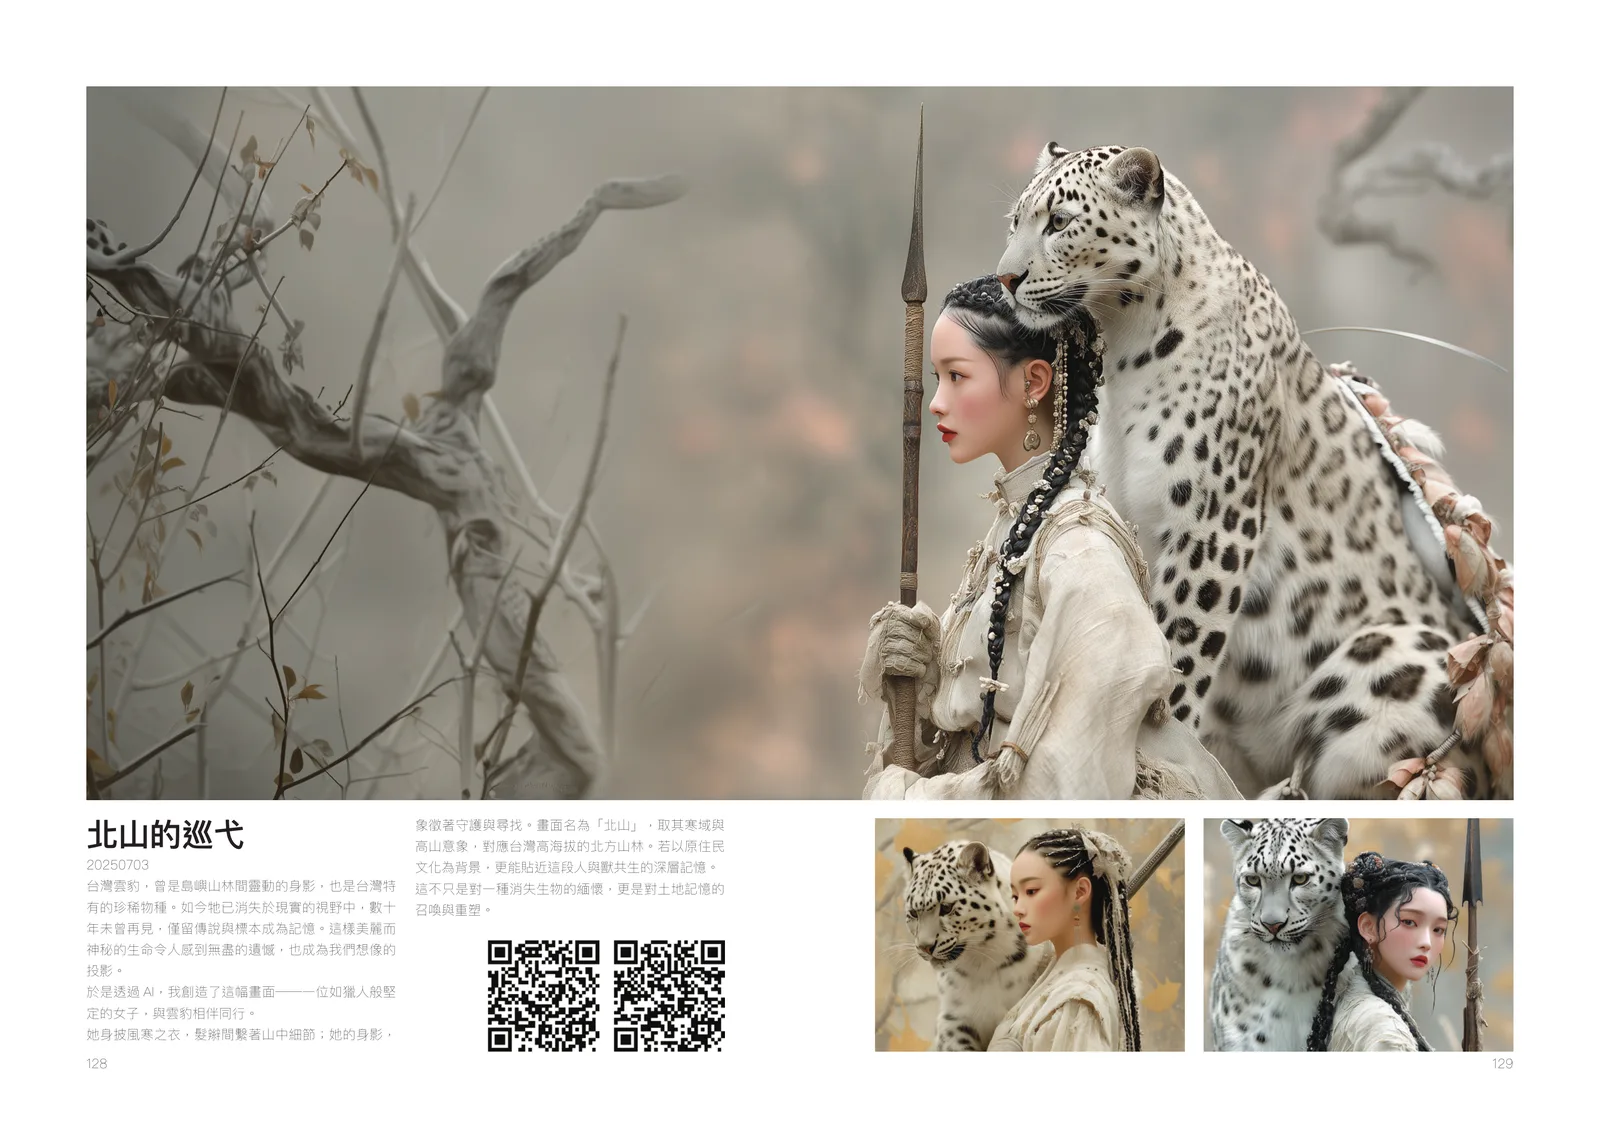 北山的巡弋
20250703
台灣雲豹，曾是島嶼山林間靈動的身影，也是台灣特
有的珍稀物種。如今牠已消失於現實的視野中，數十
年未曾再見，僅留傳說與標本成為記憶。這樣美麗而
神秘的生命令人感到無盡的遺憾，也成為我們想像的
投影。
於是透過 AI，我創造了這幅畫面———一位如獵人般堅
定的女子，與雲豹相伴同行。
她身披風寒之衣，髮辮間繫著山中細節；她的身影，
象徵著守護與尋找。畫面名為「北山」，取其寒域與
高山意象，對應台灣高海拔的北方山林。若以原住民
文化為背景，更能貼近這段人與獸共生的深層記憶。
這不只是對一種消失生物的緬懷，更是對土地記憶的
召喚與重塑。
128
129